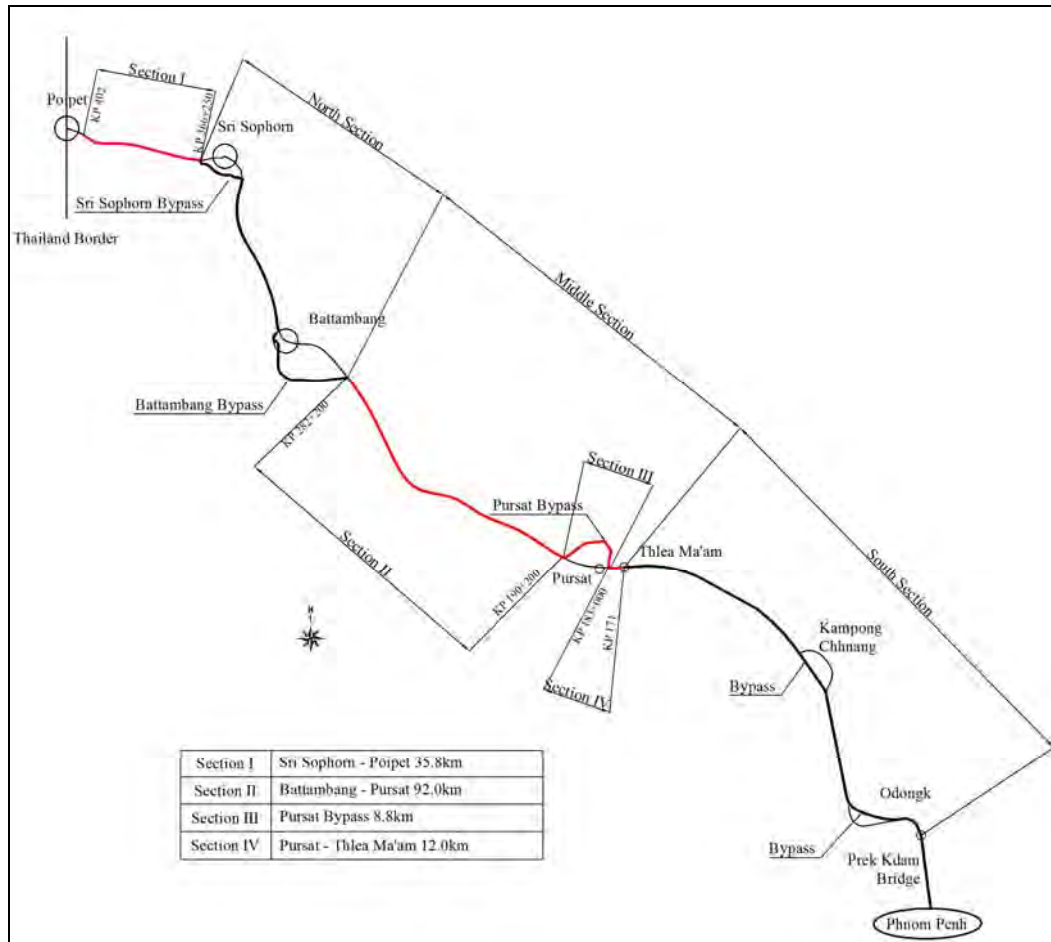 Section I
Poipet
KP 402
KP 366+250
Sri Sophorn
North Section
Sri Sophorn Bypass
Thailand Border
Middle Section
Battambang
Battambang Bypass
KP 282+200
Section III
Pursat Bypass
Thlea Ma'am
Section II
Pursat
South Section
KP 190+200
KP 183+000
KP 171
N
Kampong
Chhnang
Bypass
Section IV
Section I Sri Sophorn - Poipet 35.8km
Section II Battambang - Pursat 92.0km
Section III Pursat Bypass 8.8km
Section IV Pursat - Thlea Ma'am 12.0km
Odongk
Bypass
Prek Kdam
Bridge
Phnom Penh